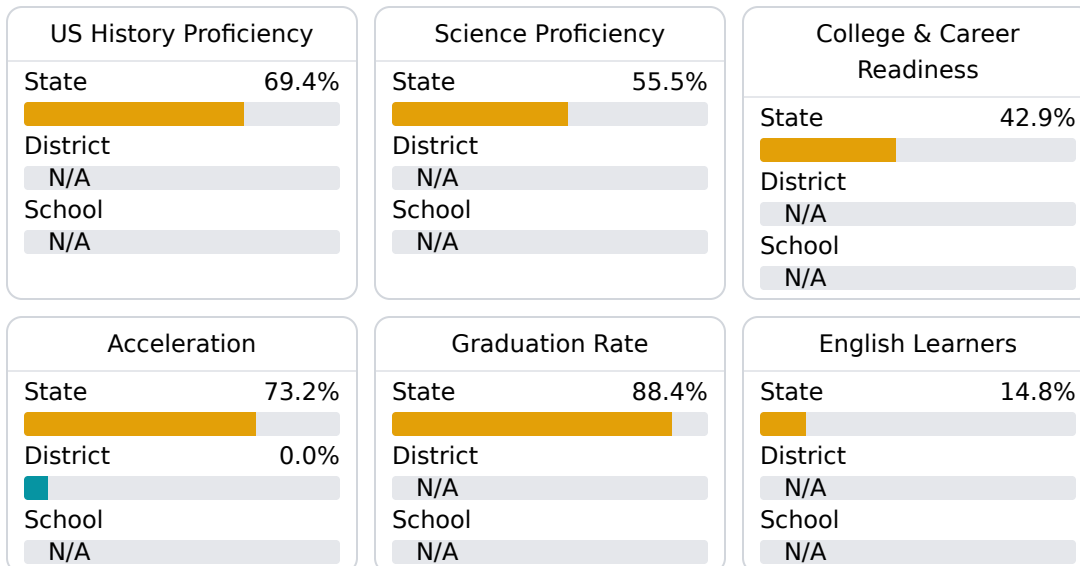 US History Proficiency
State 69.4%
District
N/A
School
N/A
Science Proficiency
State 55.5%
District
N/A
School
N/A
College & Career
Readiness
State 42.9%
District
N/A
School
N/A
Acceleration
State 73.2%
District 0.0%
School
N/A
Graduation Rate
State 88.4%
District
N/A
School
N/A
English Learners
State 14.8%
District
N/A
School
N/A